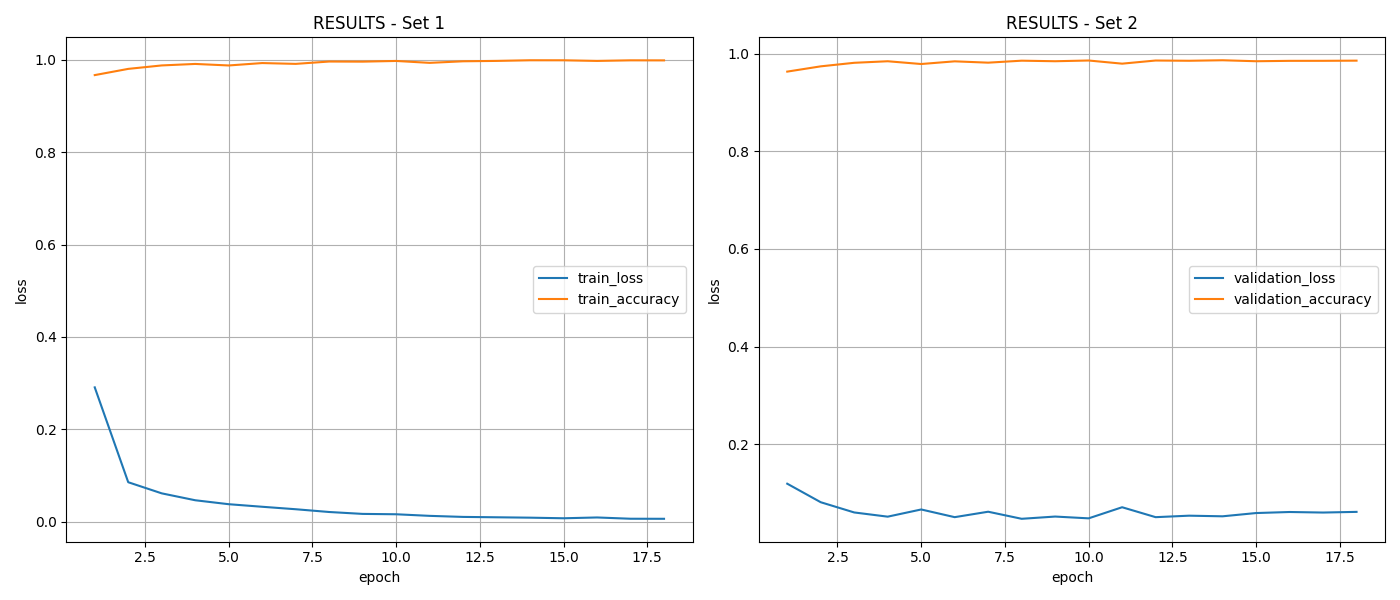 RESULTS - Set 1
1.0
0.8
0.6
0.4
0.2
0.0
loss
train_loss
train_accuracy
2.5 5.0 7.5 10.0 12.5 15.0 17.5
epoch
RESULTS - Set 2
1.0
0.8
0.6
0.4
0.2
loss
validation_loss
validation_accuracy
2.5 5.0 7.5 10.0 12.5 15.0 17.5
epoch